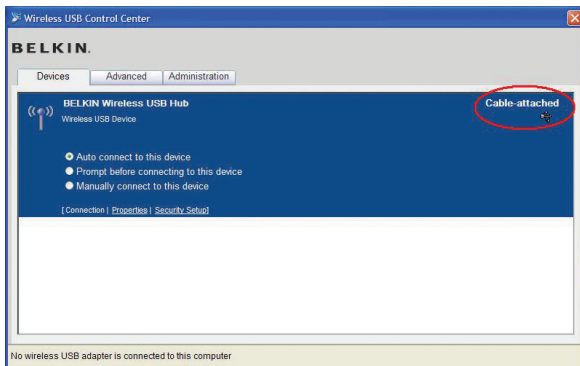 Wireless USB Control Center
BELKIN.
Devices Advanced Administration
BELKIN Wireless USB Hub Cable-attached
Wireless USB Device
Auto connect to this device
Prompt before connecting to this device
Manually connect to this device
[Connection | Properties | Security Setup]
No wireless USB adapter is connected to this computer